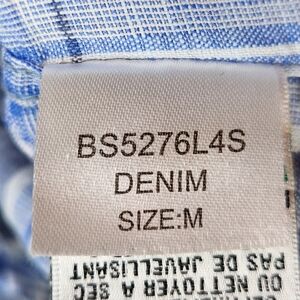 BS5276L4S
DENIM
SIZE:M
OU NETTOYER A SEC
PAS DE JAVELLISANT